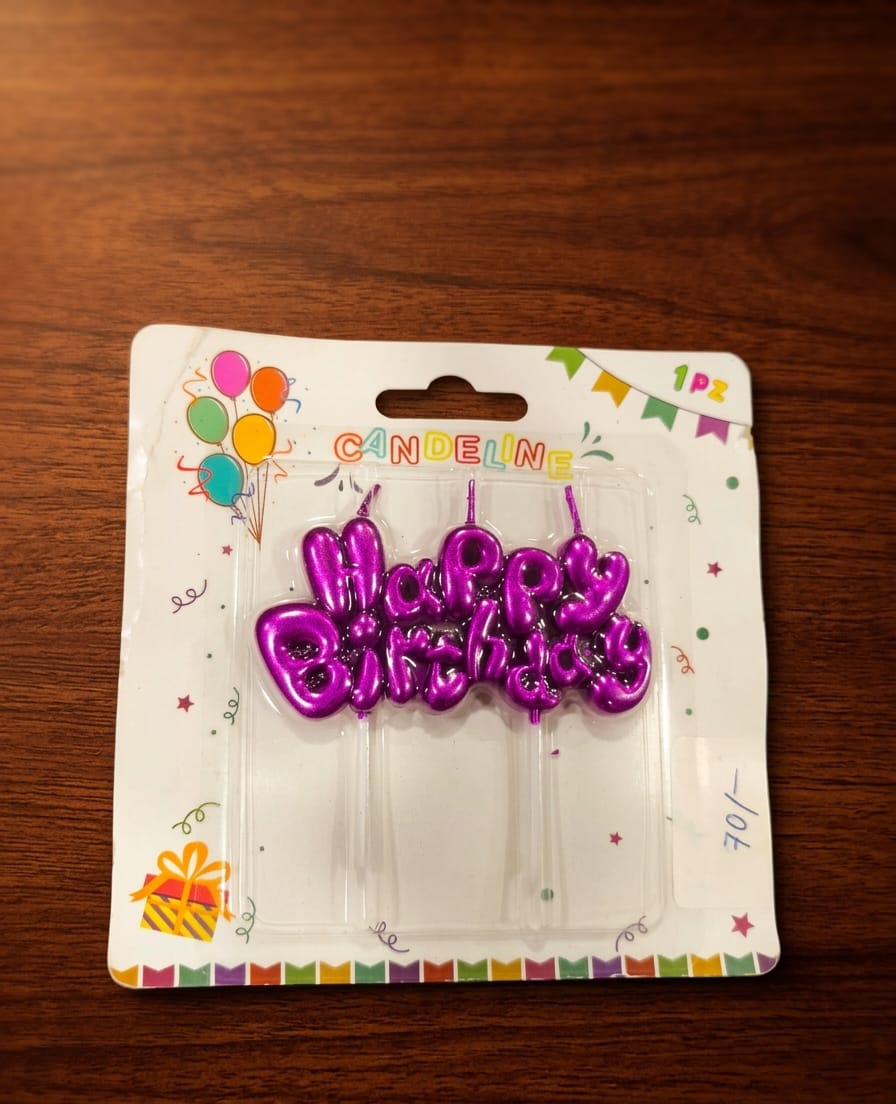 1PZ
CANDELINE
Happy
Birthday
70/-